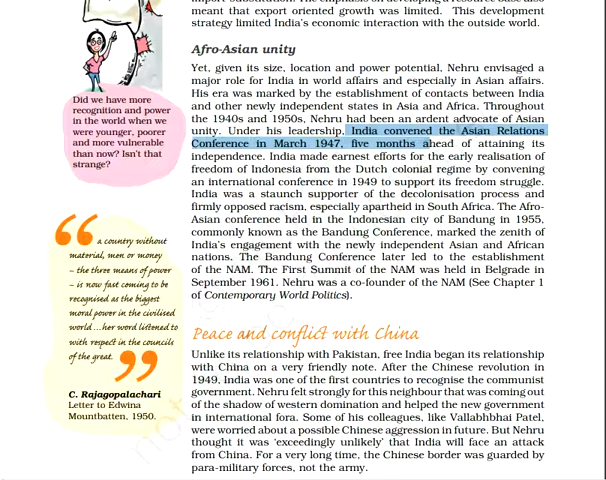 meant that export oriented growth was limited. This development
strategy limited India's economic interaction with the outside world.
Afro-Asian unity
Yet, given its size, location and power potential, Nehru envisaged a
major role for India in world affairs and especially in Asian affairs.
His era was marked by the establishment of contacts between India
and other newly independent states in Asia and Africa. Throughout
the 1940s and 1950s, Nehru had been an ardent advocate of Asian
unity. Under his leadership, India convened the Asian Relations
Conference in March 1947, five months ahead of attaining its
independence. India made earnest efforts for the early realisation of
freedom of Indonesia from the Dutch colonial regime by convening
an international conference in 1949 to support its freedom struggle.
India was a staunch supporter of the decolonisation process and
firmly opposed racism, especially apartheid in South Africa. The Afro-
Asian conference held in the Indonesian city of Bandung in 1955,
commonly known as the Bandung Conference, marked the zenith of
India's engagement with the newly independent Asian and African
nations. The Bandung Conference later led to the establishment
of the NAM. The First Summit of the NAM was held in Belgrade in
September 1961. Nehru was a co-founder of the NAM (See Chapter 1
of Contemporary World Politics).
Peace and conflict with China
Unlike its relationship with Pakistan, free India began its relationship
with China on a very friendly note. After the Chinese revolution in
1949, India was one of the first countries to recognise the communist
government. Nehru felt strongly for this neighbour that was coming out
of the shadow of western domination and helped the new government
in international fora. Some of his colleagues, like Vallabhbhai Patel,
were worried about a possible Chinese aggression in future. But Nehru
thought it was 'exceedingly unlikely' that India will face an attack
from China. For a very long time, the Chinese border was guarded by
para-military forces, not the army.
Did we have more
recognition and power
in the world when we
were younger, poorer
and more vulnerable
than now? Isn't that
strange?
“ a country without
material, men or money
– the three means of power
– is now fast coming to be
recognised as the biggest
moral power in the civilised
world ...her word listened to
with respect in the councils
of the great. ”
C. Rajagopalachari
Letter to Edwina
Mountbatten, 1950.
not